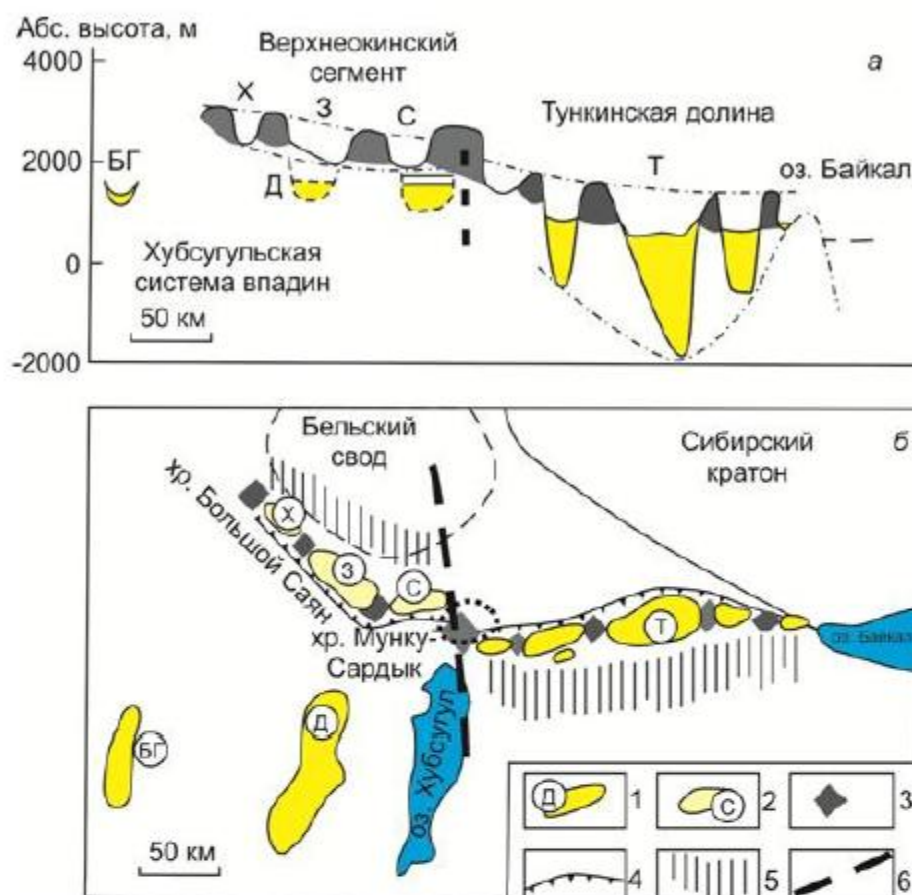 Абс. высота, м
а
4000
2000
0
-2000
Верхнеокинский
сегмент
Х
З
С
Тункинская долина
Т
оз. Байкал
БГ
Д
Хубсугульская
система впадин
50 км
б
Бельский
свод
Сибирский
кратон
хр. Большой Саян
Х
З
С
хр. Мунку-
Сардык
Т
оз. Байкал
БГ
Д
оз. Хубсугул
50 км
Д
1
С
2
3
4
5
6